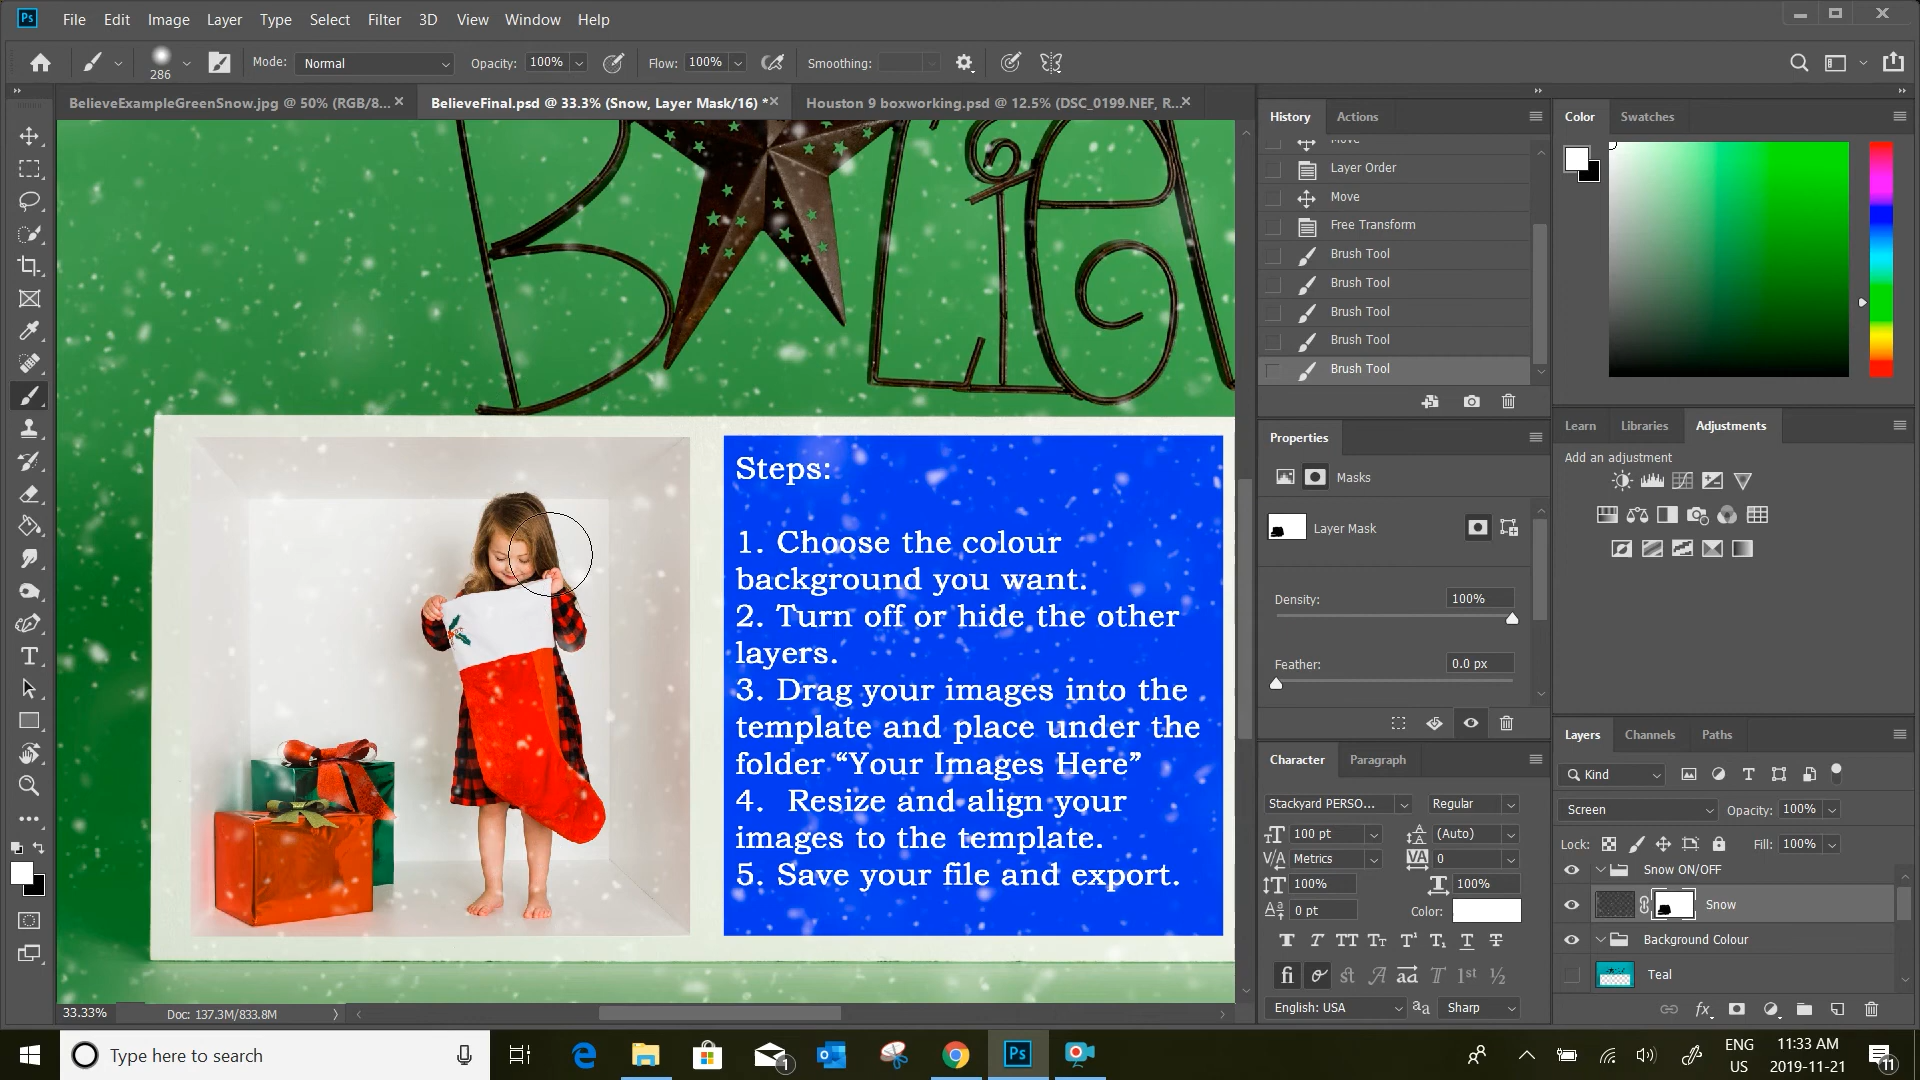 Ps
File Edit Image Layer Type Select Filter 3D View Window Help
286
Mode: Normal Opacity: 100% Flow: 100% Smoothing:
BelieveExampleGreenSnow.jpg @ 50% (RGB/8...
BelieveFinal.psd @ 33.3% (Snow, Layer Mask/16) *
Houston 9 boxworking.psd @ 12.5% (DSC_0199.NEF, R...
History Actions
Move
Layer Order
Move
Free Transform
Brush Tool
Brush Tool
Brush Tool
Brush Tool
Brush Tool
Color Swatches
Steps:
1. Choose the colour
background you want.
2. Turn off or hide the other
layers.
3. Drag your images into the
template and place under the
folder “Your Images Here”
4. Resize and align your
images to the template.
5. Save your file and export.
Properties
Masks
Layer Mask
Density: 100%
Feather: 0.0 px
Learn Libraries Adjustments
Add an adjustment
Character Paragraph
Stackyard PERSO... Regular
100 pt (Auto)
Metrics 0
100% 100%
0 pt Color:
English: USA Sharp
Layers Channels Paths
Kind
Screen Opacity: 100%
Lock: Fill: 100%
Snow ON/OFF
Snow
Background Colour
Teal
33.33% Doc: 137.3M/833.8M
Type here to search
1
Ps
ENG
US
11:33 AM
2019-11-21
11